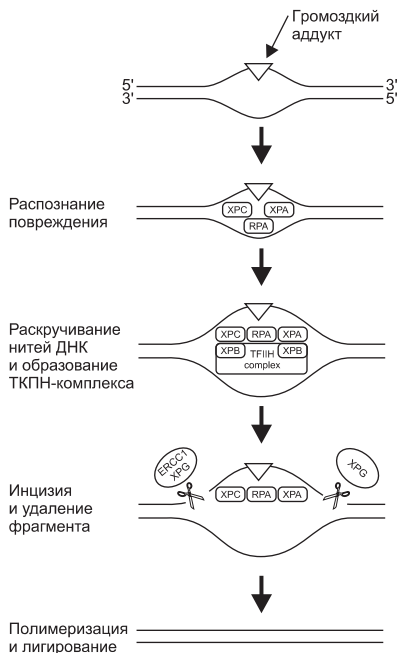 Громоздкий
аддукт
5' 3'
3' 5'
Распознание
повреждения
XPC XPA
RPA
Раскручивание
нитей ДНК
и образование
ТКПН-комплекса
XPC RPA XPA
XPB TFIIH XPB
complex
ERCC1
XPG
XPG
Инцизия
и удаление
фрагмента
XPC RPA XPA
Полимеризация
и лигирование